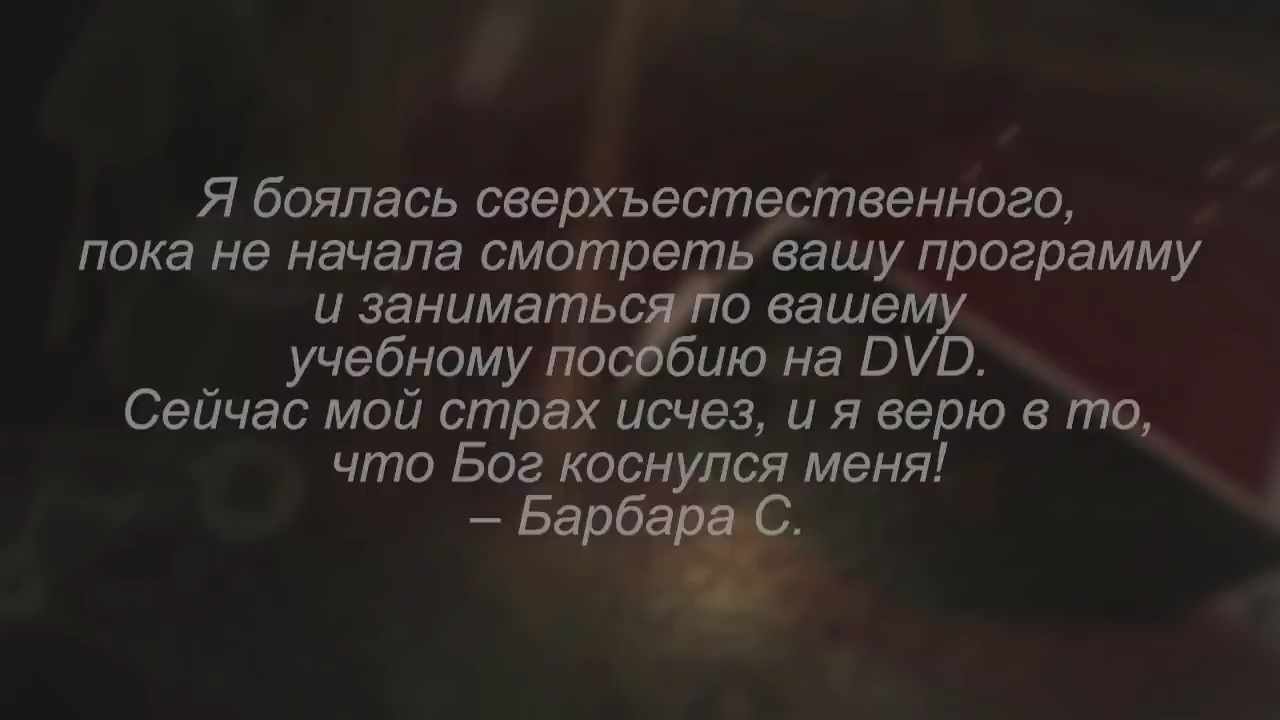 Я боялась сверхъестественного,
пока не начала смотреть вашу программу
и заниматься по вашему
учебному пособию на DVD.
Сейчас мой страх исчез, и я верю в то,
что Бог коснулся меня!
– Барбара С.